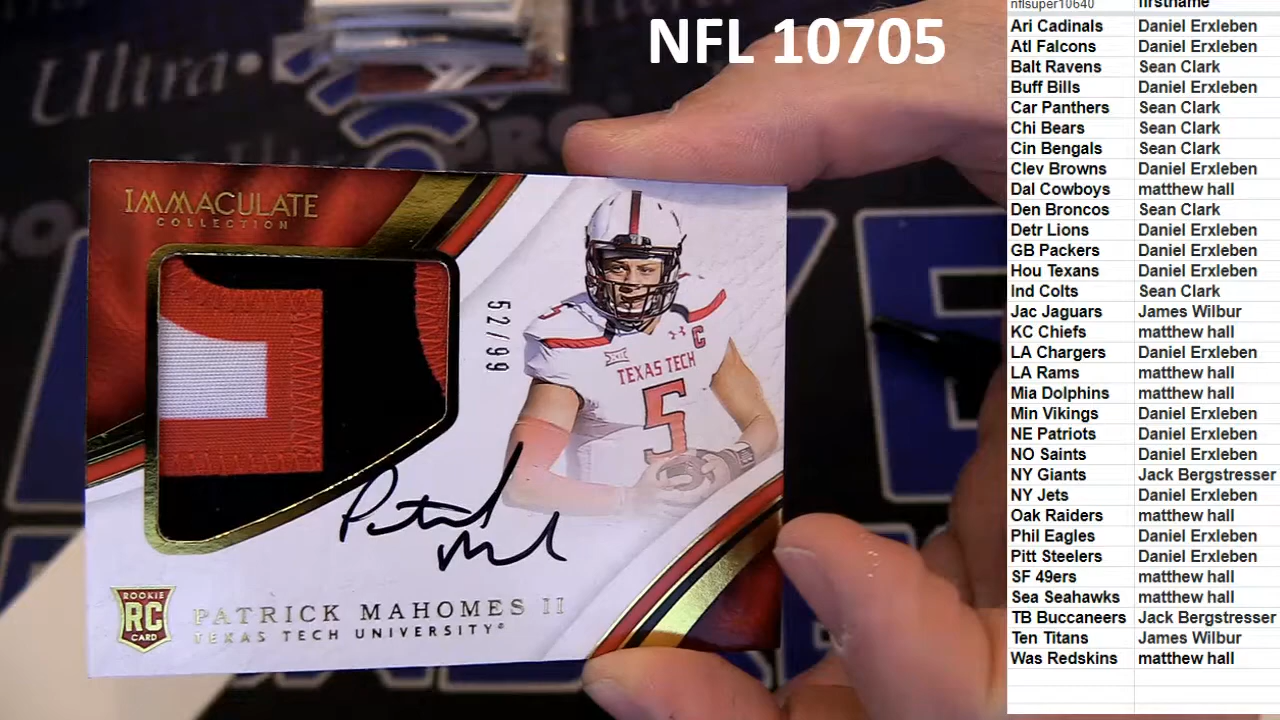 NFL 10705
Ultra
PRO
IMMACULATE
COLLECTION
52/99
TEXAS TECH
C
5
Patrick Mahomes
ROOKIE
RC
CARD
PATRICK MAHOMES II
TEXAS TECH UNIVERSITY
nflsuper10640 firstname
Ari Cadinals Daniel Erxleben
Atl Falcons Daniel Erxleben
Balt Ravens Sean Clark
Buff Bills Daniel Erxleben
Car Panthers Sean Clark
Chi Bears Sean Clark
Cin Bengals Sean Clark
Clev Browns Daniel Erxleben
Dal Cowboys matthew hall
Den Broncos Sean Clark
Detr Lions Daniel Erxleben
GB Packers Daniel Erxleben
Hou Texans Daniel Erxleben
Ind Colts Sean Clark
Jac Jaguars James Wilbur
KC Chiefs matthew hall
LA Chargers Daniel Erxleben
LA Rams matthew hall
Mia Dolphins matthew hall
Min Vikings Daniel Erxleben
NE Patriots Daniel Erxleben
NO Saints Daniel Erxleben
NY Giants Jack Bergstresser
NY Jets Daniel Erxleben
Oak Raiders matthew hall
Phil Eagles Daniel Erxleben
Pitt Steelers Daniel Erxleben
SF 49ers matthew hall
Sea Seahawks matthew hall
TB Buccaneers Jack Bergstresser
Ten Titans James Wilbur
Was Redskins matthew hall